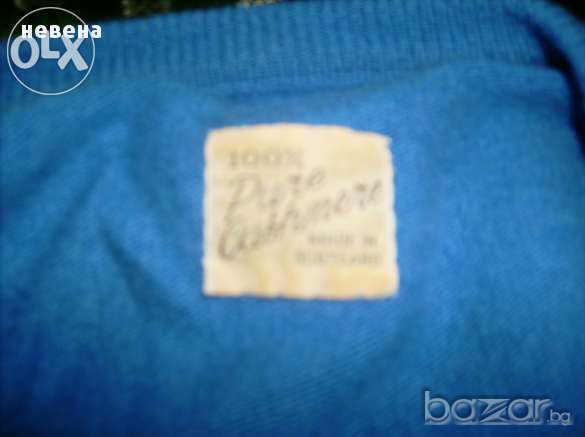 невена
OLX
100%
Pure
Cashmere
MADE IN
SCOTLAND
bazar.bg